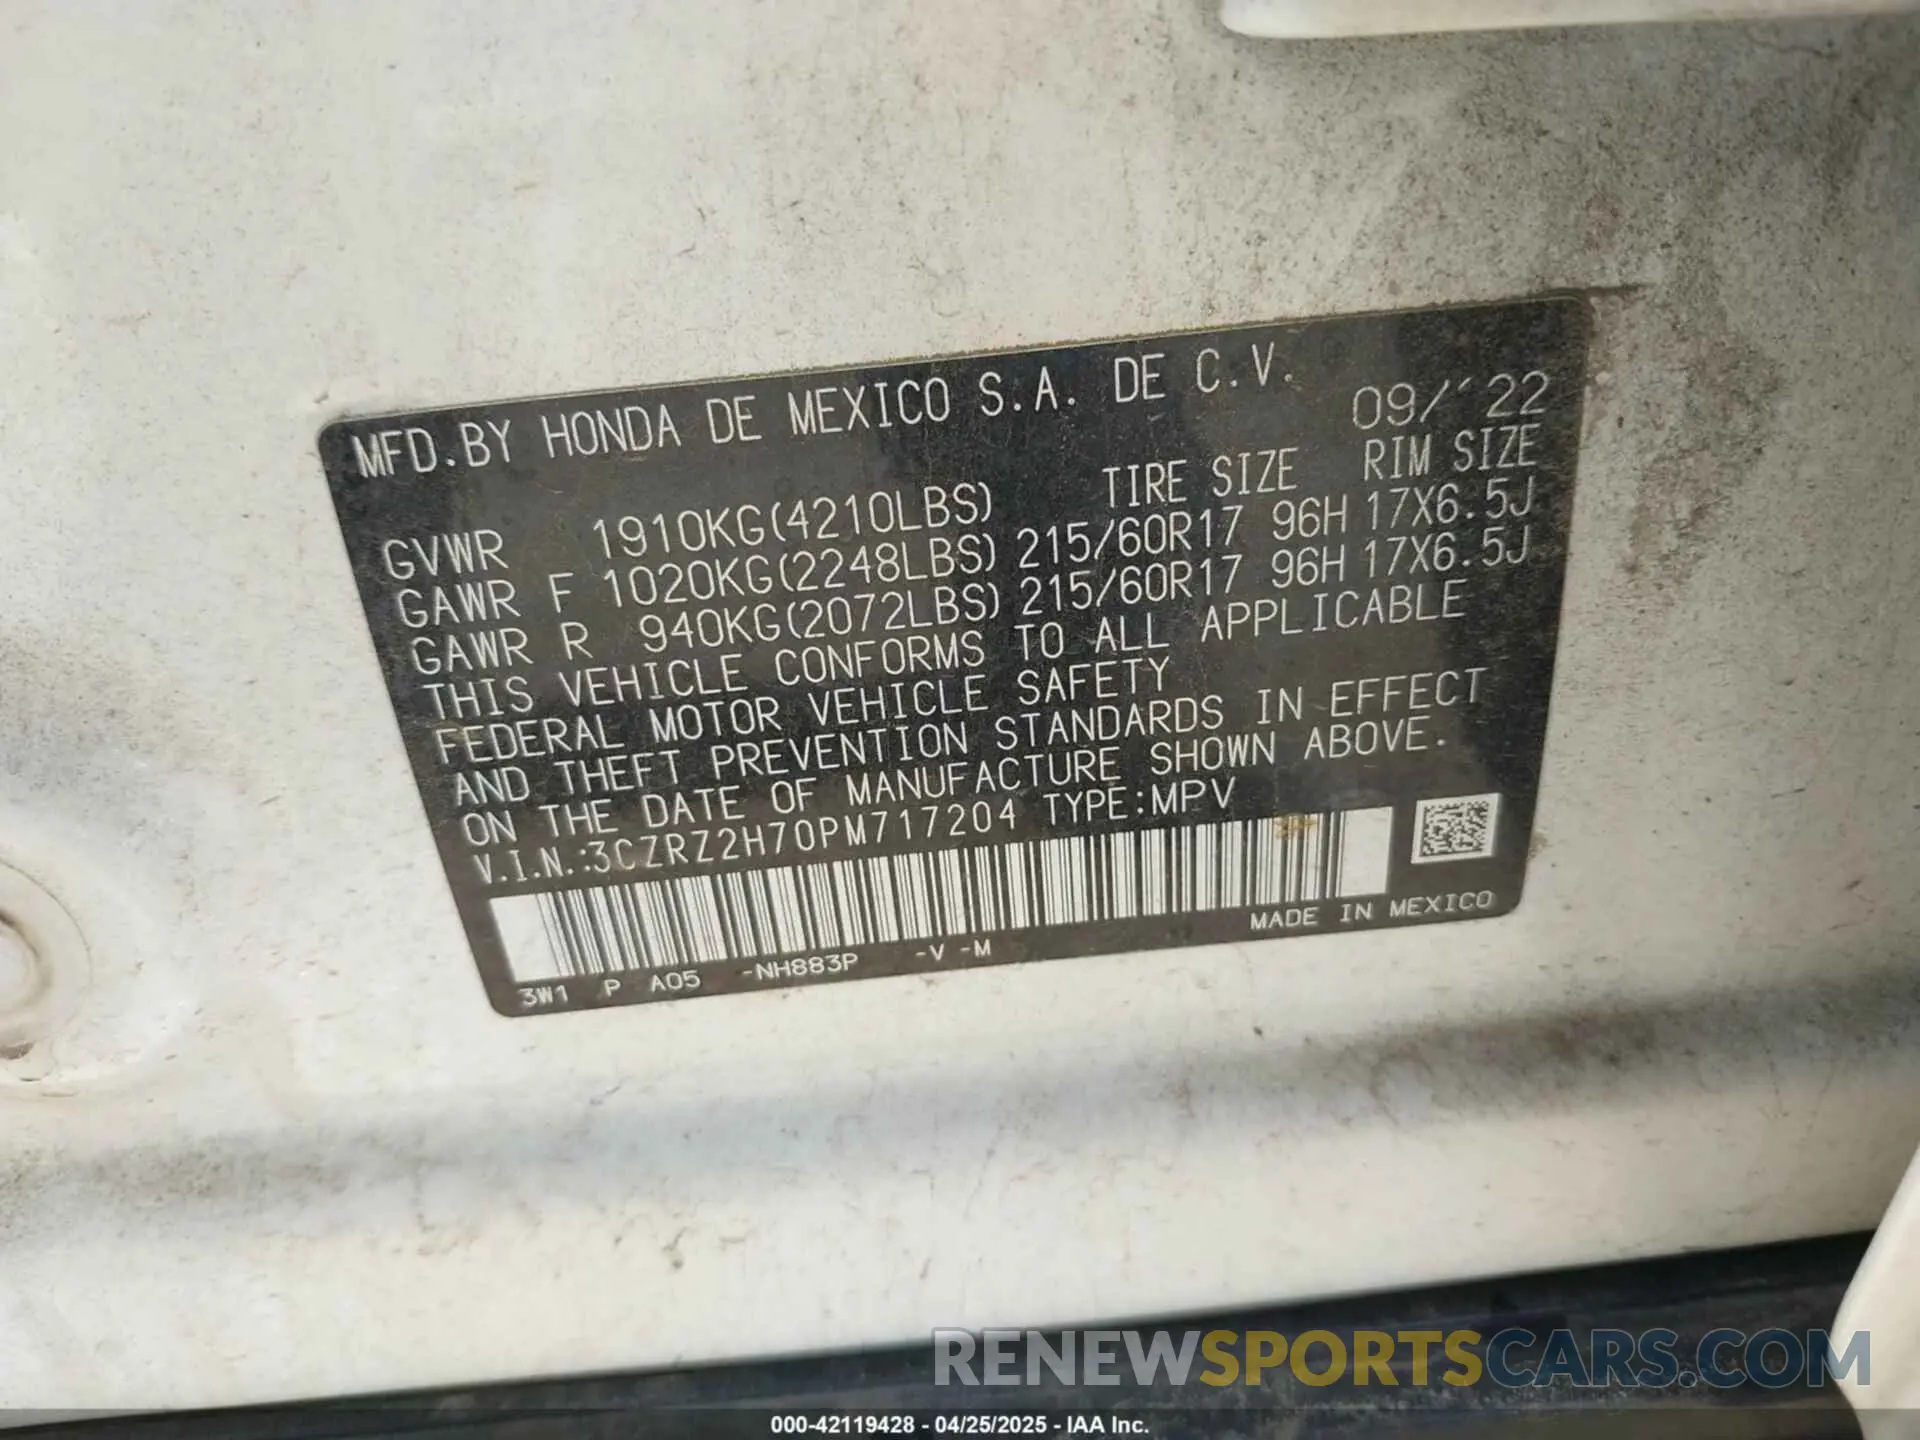 MFD.BY HONDA DE MEXICO S.A. DE C.V. 09/'22
TIRE SIZE RIM SIZE
GVWR 1910KG(4210LBS)
GAWR F 1020KG(2248LBS) 215/60R17 96H 17X6.5J
GAWR R 940KG(2072LBS) 215/60R17 96H 17X6.5J
THIS VEHICLE CONFORMS TO ALL APPLICABLE
FEDERAL MOTOR VEHICLE SAFETY
AND THEFT PREVENTION STANDARDS IN EFFECT
ON THE DATE OF MANUFACTURE SHOWN ABOVE.
V.I.N.:3CZRZ2H70PM717204 TYPE:MPV
MADE IN MEXICO
3W1 P A05 -NH883P -V -M
RENEWSPORTSCARS.COM
000-42119428 - 04/25/2025 - IAA Inc.